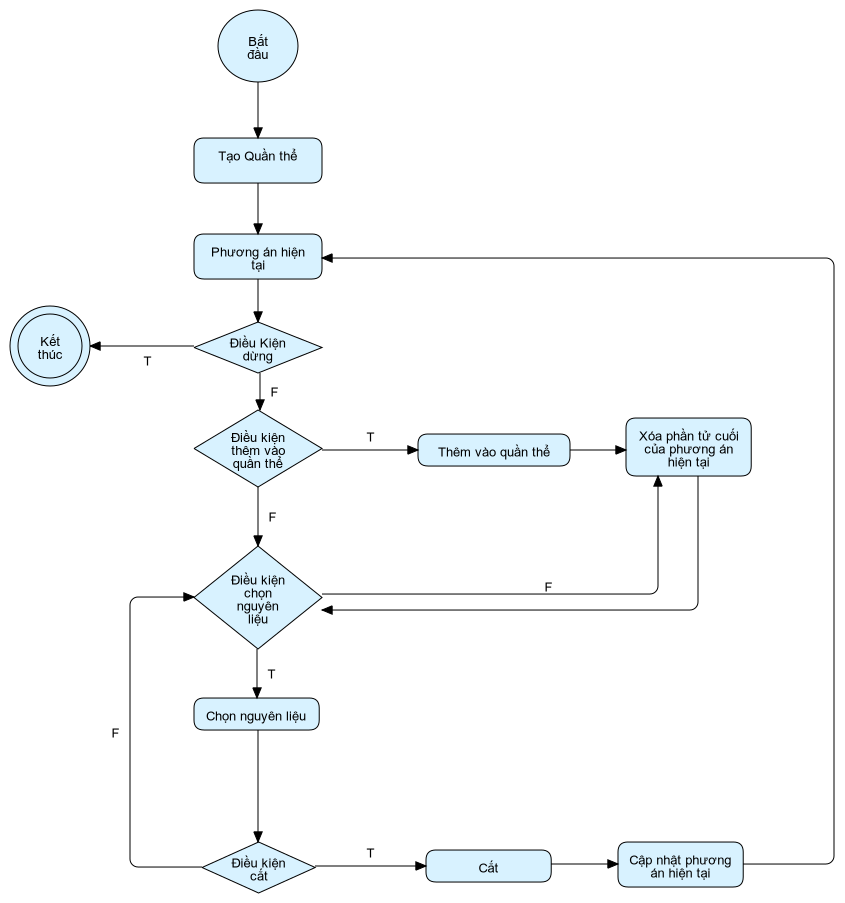 Bắt
đầu
Tạo Quần thể
Phương án hiện
tại
Kết
thúc
T
Điều Kiện
dừng
F
Điều kiện
thêm vào
quần thể
T
Thêm vào quần thể
Xóa phần tử cuối
của phương án
hiện tại
F
Điều kiện
chọn
nguyên
liệu
F
T
Chọn nguyên liệu
F
Điều kiện
cắt
T
Cắt
Cập nhật phương
án hiện tại